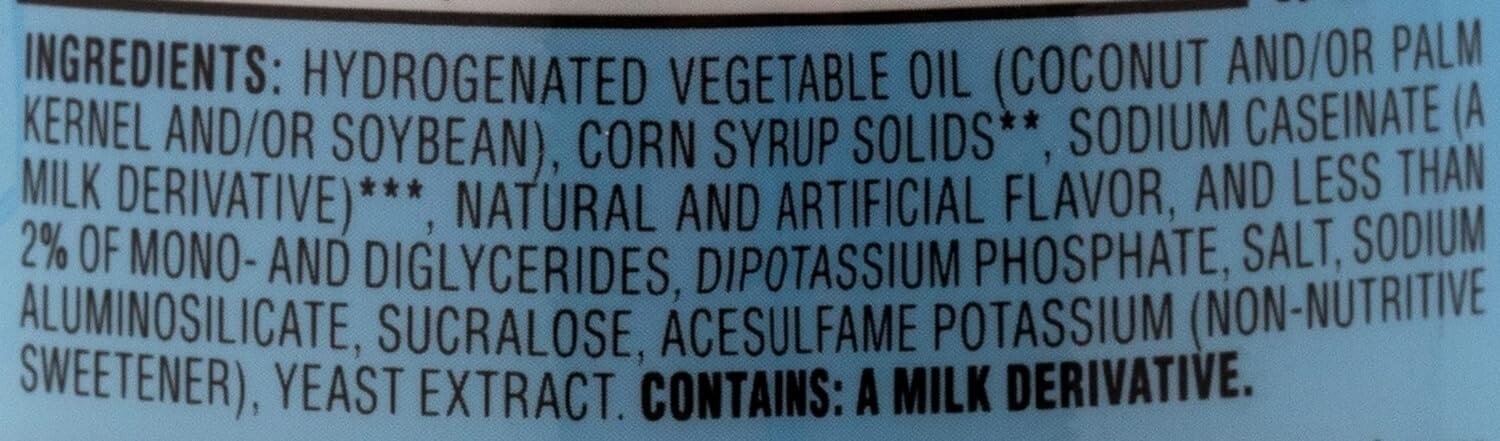 INGREDIENTS: HYDROGENATED VEGETABLE OIL (COCONUT AND/OR PALM
KERNEL AND/OR SOYBEAN), CORN SYRUP SOLIDS**, SODIUM CASEINATE (A
MILK DERIVATIVE)***, NATURAL AND ARTIFICIAL FLAVOR, AND LESS THAN
2% OF MONO- AND DIGLYCERIDES, DIPOTASSIUM PHOSPHATE, SALT, SODIUM
ALUMINOSILICATE, SUCRALOSE, ACESULFAME POTASSIUM (NON-NUTRITIVE
SWEETENER), YEAST EXTRACT. CONTAINS: A MILK DERIVATIVE.